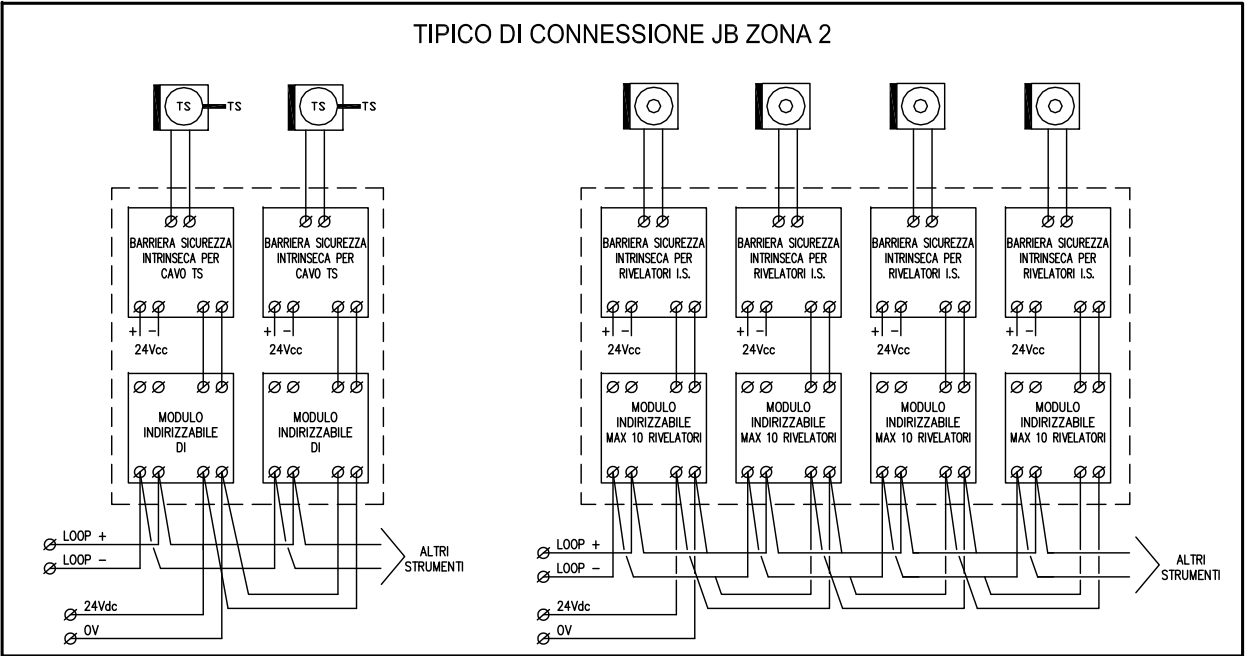 TIPICO DI CONNESSIONE JB ZONA 2
TS
TS
TS
TS
BARRIERA SICUREZZA
INTRINSECA PER
CAVO TS
BARRIERA SICUREZZA
INTRINSECA PER
CAVO TS
BARRIERA SICUREZZA
INTRINSECA PER
RIVELATORI I.S.
BARRIERA SICUREZZA
INTRINSECA PER
RIVELATORI I.S.
BARRIERA SICUREZZA
INTRINSECA PER
RIVELATORI I.S.
BARRIERA SICUREZZA
INTRINSECA PER
RIVELATORI I.S.
+ −
24Vcc
+ −
24Vcc
+ −
24Vcc
+ −
24Vcc
+ −
24Vcc
+ −
24Vcc
MODULO
INDIRIZZABILE
DI
MODULO
INDIRIZZABILE
DI
MODULO
INDIRIZZABILE
MAX 10 RIVELATORI
MODULO
INDIRIZZABILE
MAX 10 RIVELATORI
MODULO
INDIRIZZABILE
MAX 10 RIVELATORI
MODULO
INDIRIZZABILE
MAX 10 RIVELATORI
LOOP +
LOOP −
ALTRI
STRUMENTI
24Vdc
0V
LOOP +
LOOP −
ALTRI
STRUMENTI
24Vdc
0V